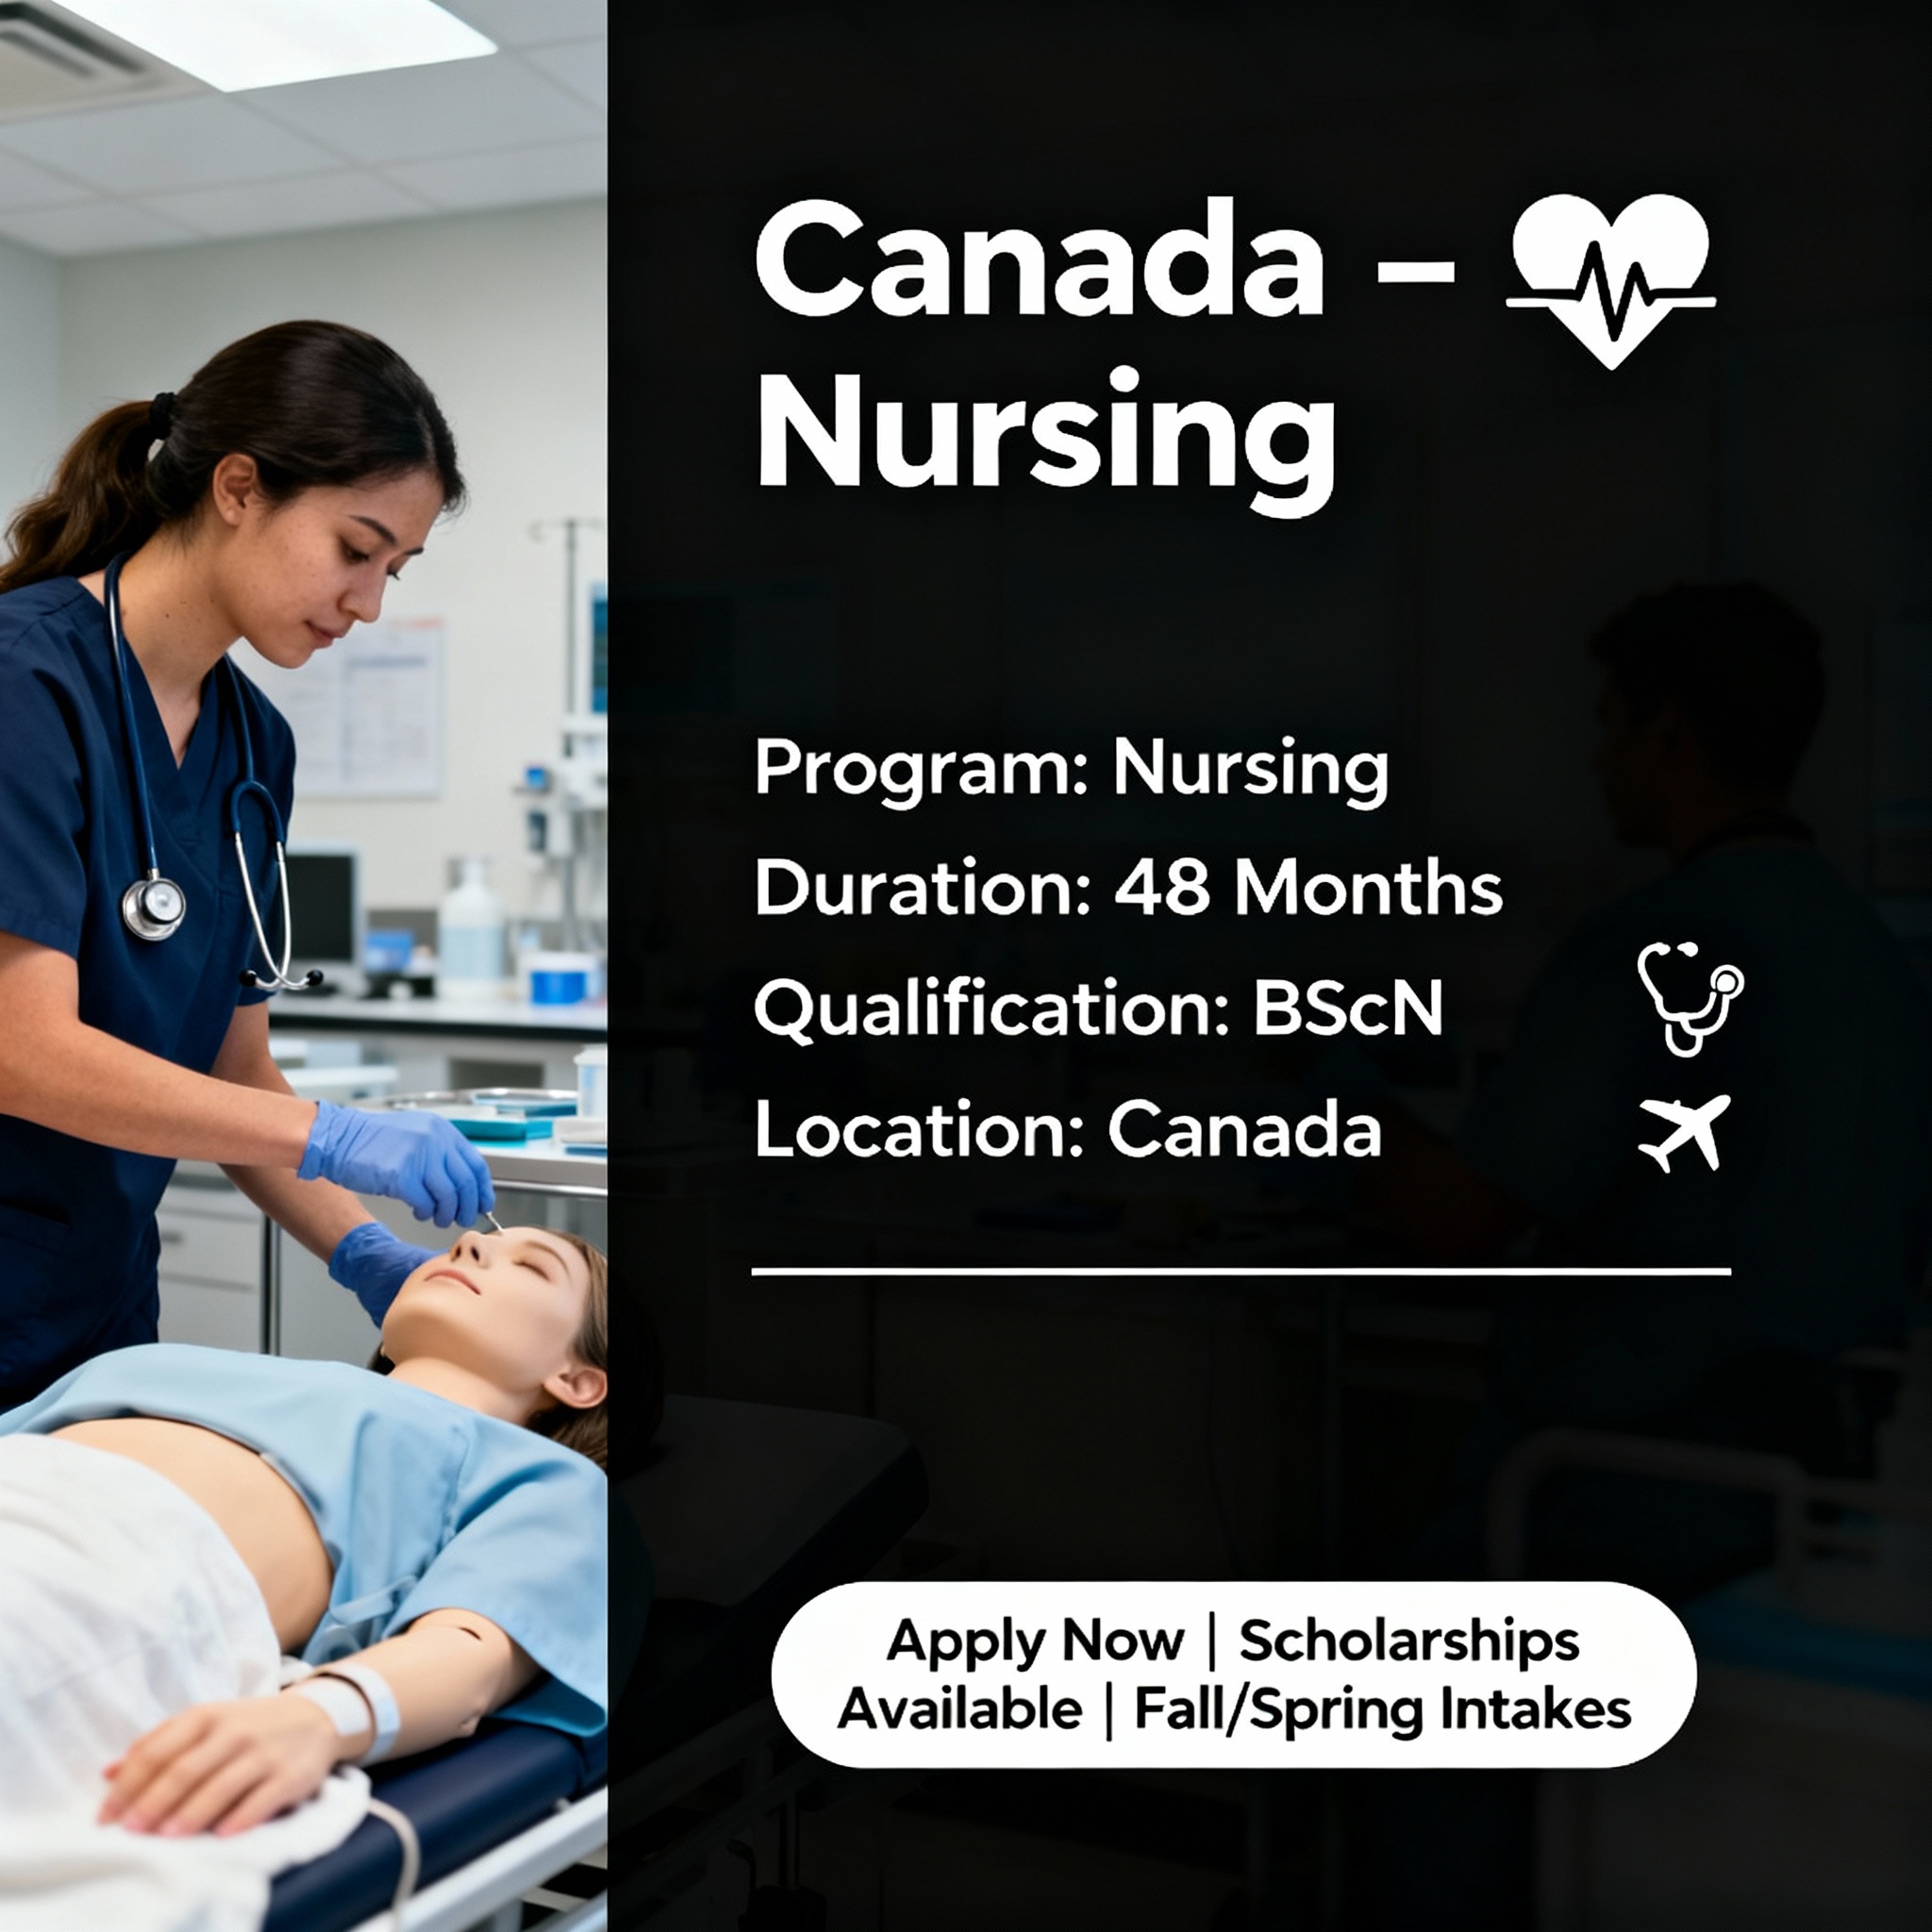 Canada –
Nursing
Program: Nursing
Duration: 48 Months
Qualification: BScN
Location: Canada
Apply Now | Scholarships
Available | Fall/Spring Intakes